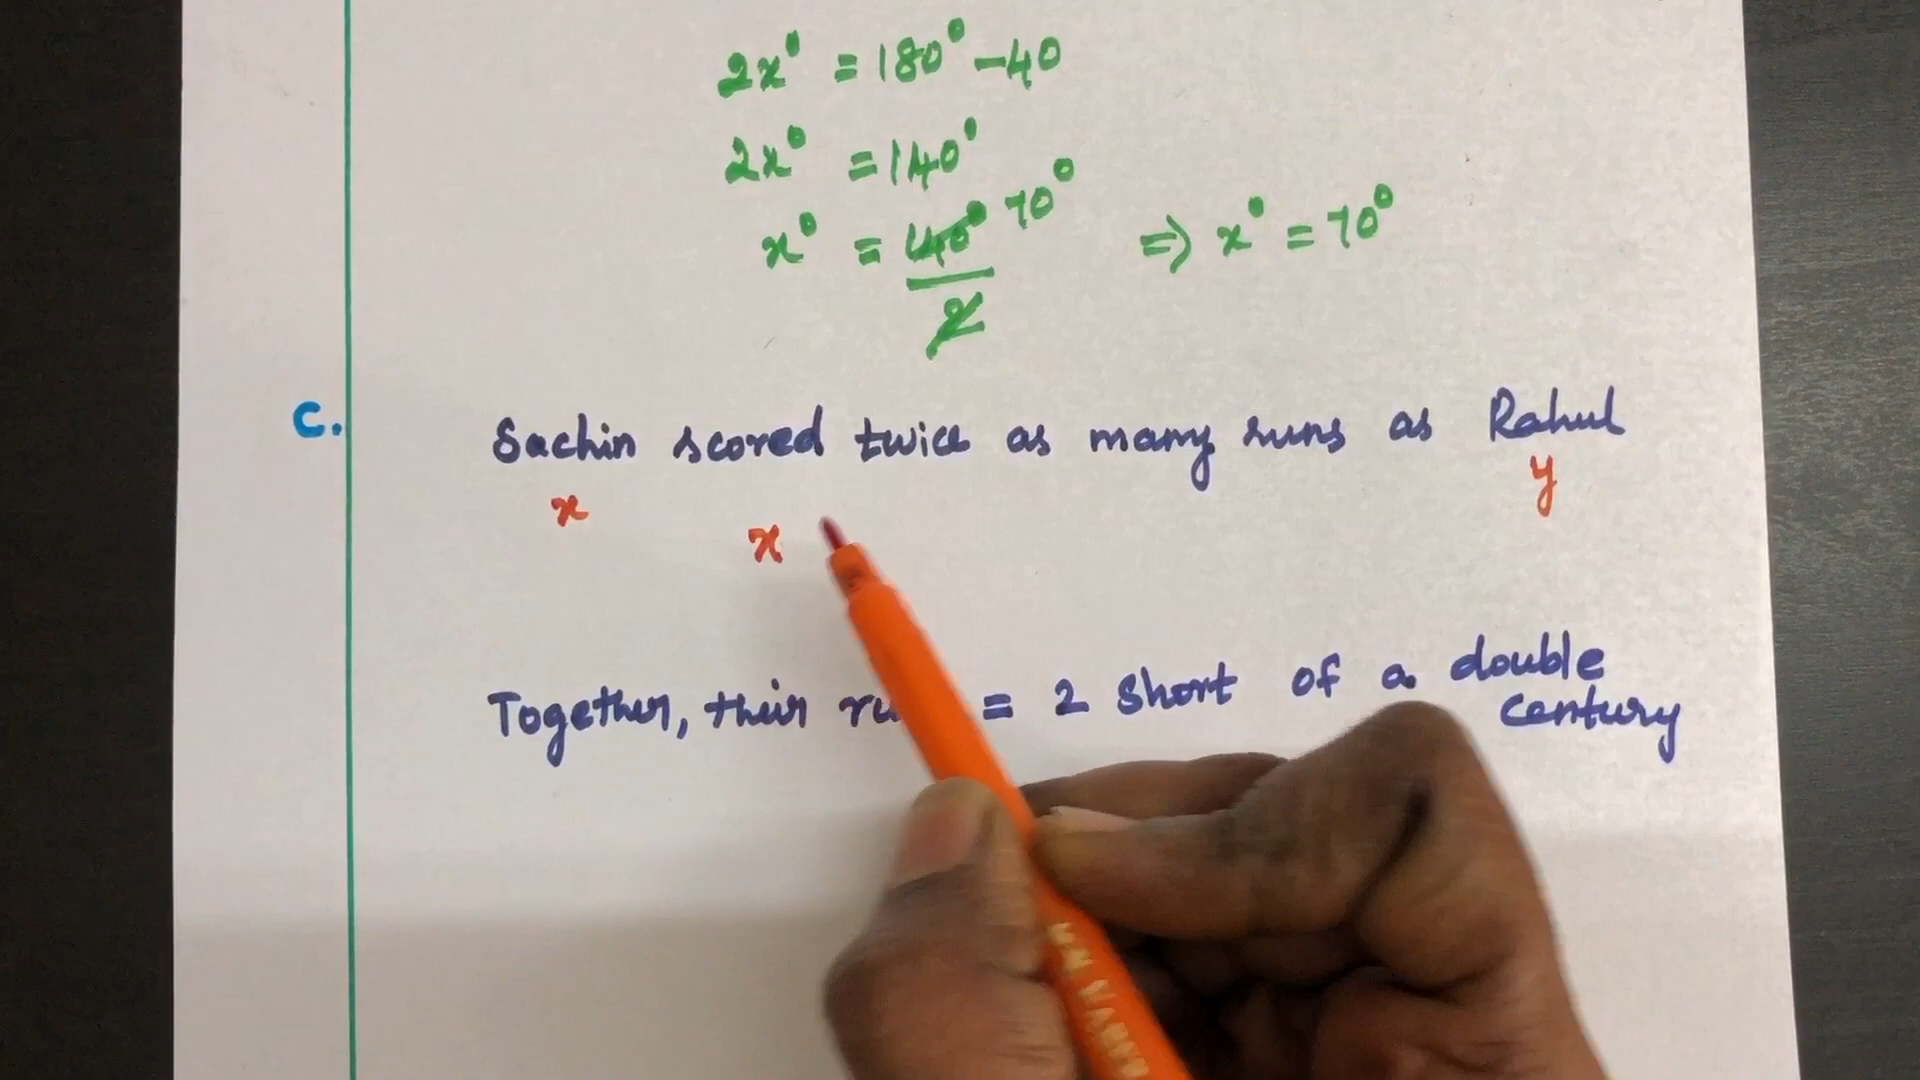 2x° = 180° - 40
2x° = 140°
x° = 140° 70° => x° = 70°
2
C. Sachin scored twice as many runs as Rahul
x y
x
Together, their = 2 short of a double
century